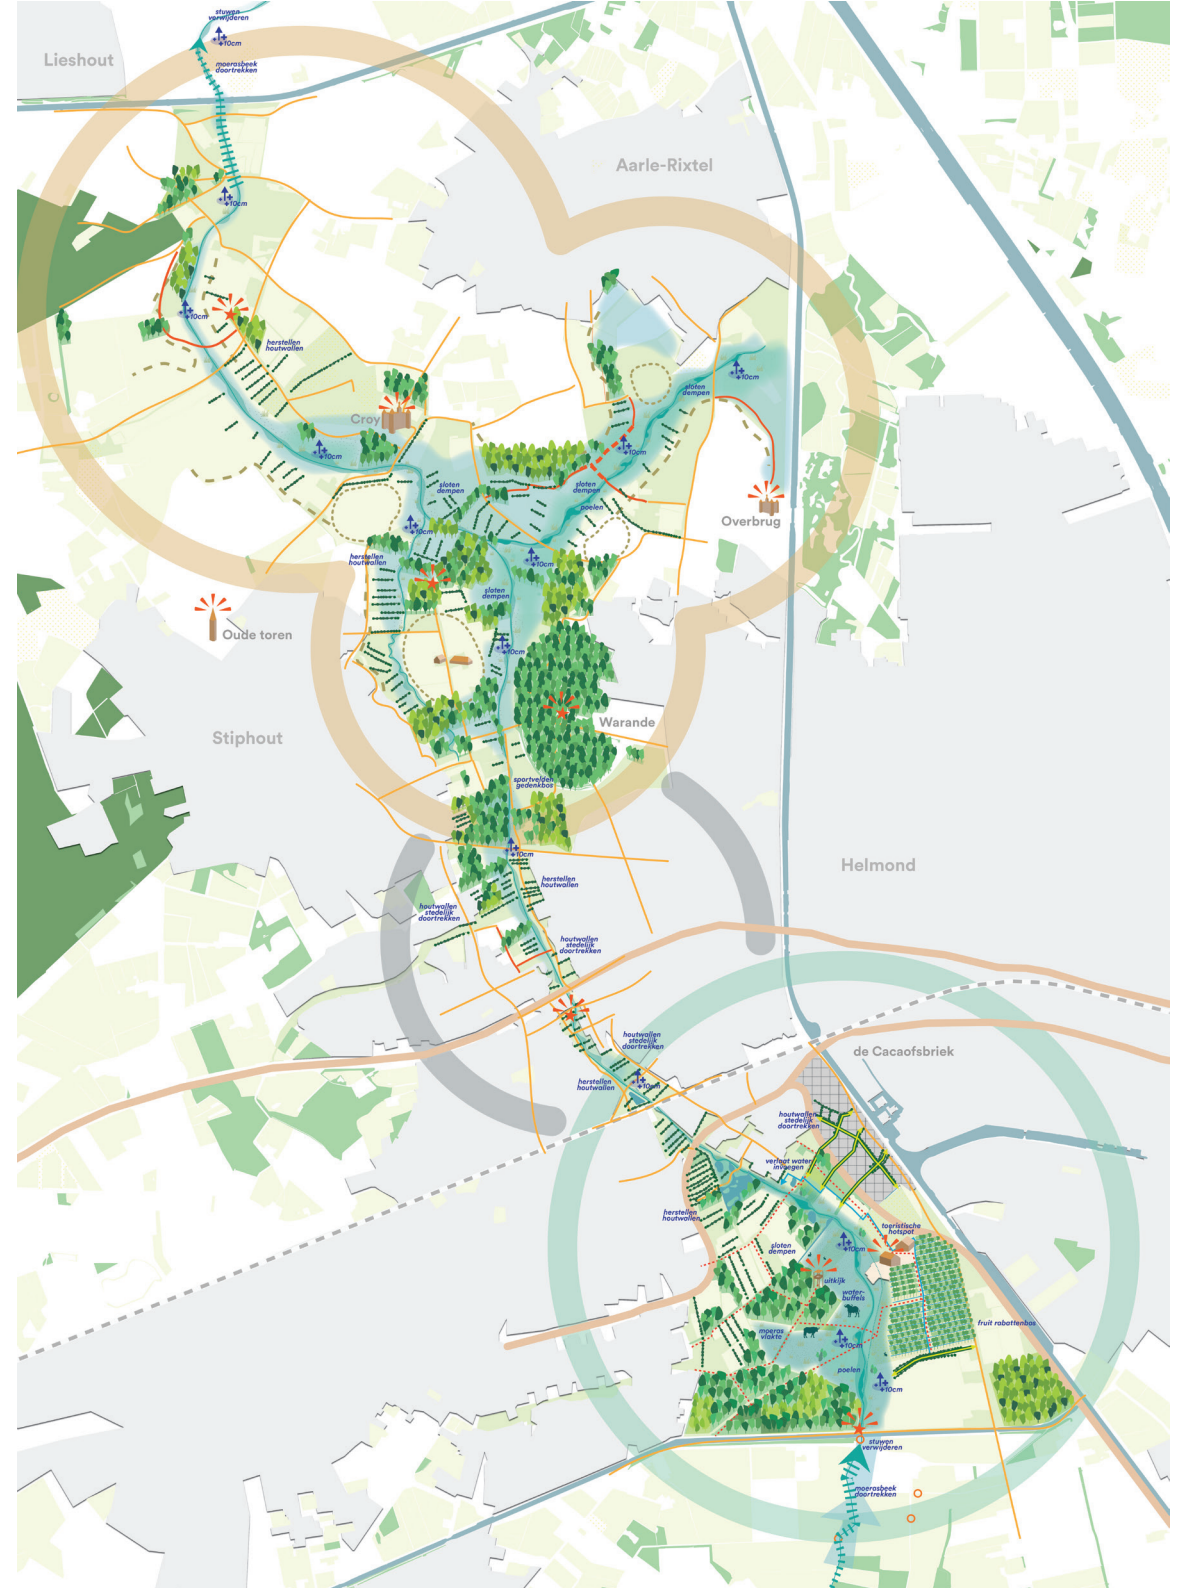 stuwen
verwijderen
+10cm
Lieshout
moerasbeek
doortrekken
Aarle-Rixtel
+10cm
+10cm
herstellen
houtwallen
+10cm
sloten
dempen
Croy
+10cm
+10cm
sloten
dempen
sloten
dempen
poelen
Overbrug
+10cm
herstellen
houtwallen
+10cm
sloten
dempen
Oude toren
+10cm
Warande
Stiphout
sportvelden
gedenkbos
+10cm
Helmond
herstellen
houtwallen
houtwallen
stedelijk
doortrekken
houtwallen
stedelijk
doortrekken
houtwallen
stedelijk
doortrekken
de Cacaofsbriek
herstellen
houtwallen
+10cm
houtwallen
stedelijk
doortrekken
verlaat water
invoegen
herstellen
houtwallen
toeristische
hotspot
sloten
dempen
+10cm
uitkijk
water-
buffels
fruit rabattenbos
moeras
vlakte
+10cm
poelen
+10cm
stuwen
verwijderen
moerasbeek
doortrekken